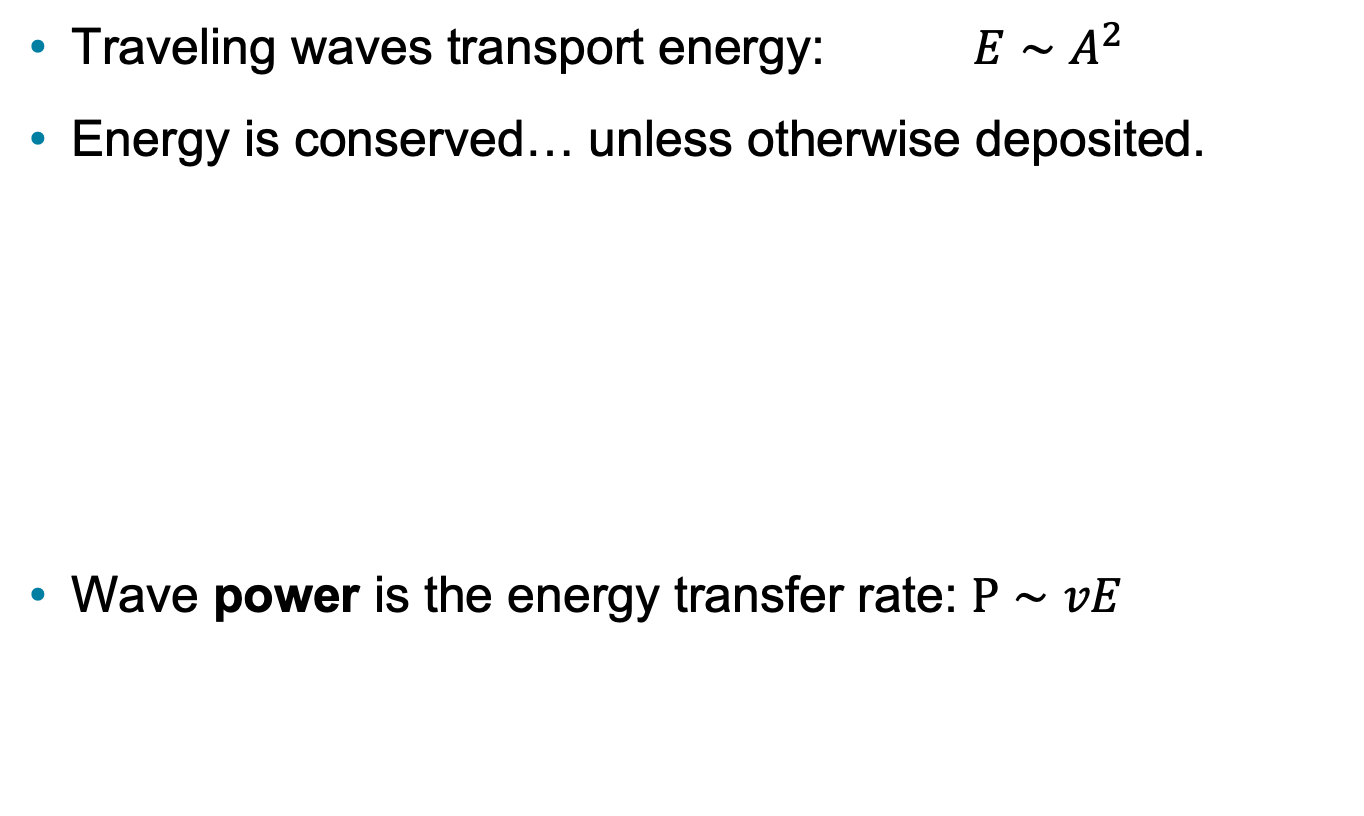 • Traveling waves transport energy: E ~ A²
• Energy is conserved… unless otherwise deposited.
• Wave power is the energy transfer rate: P ~ vE